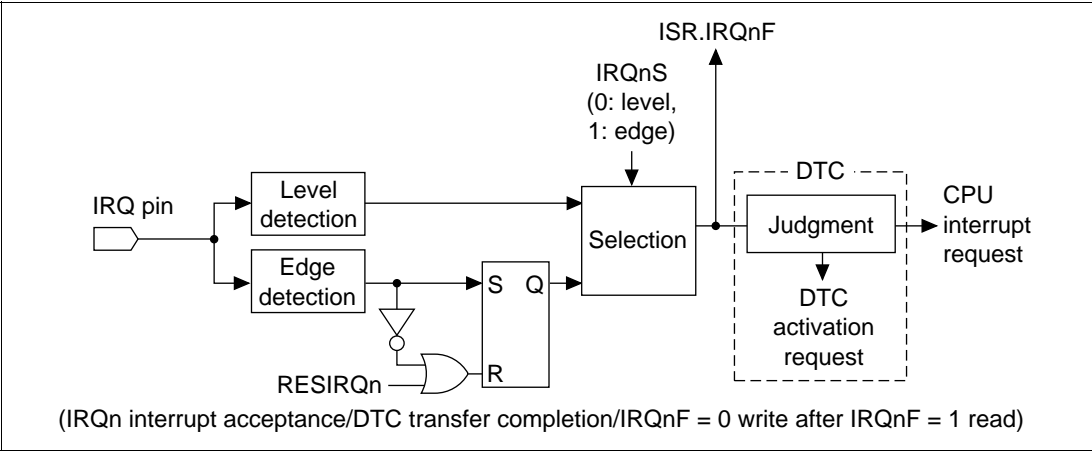 ISR.IRQnF
IRQnS
(0: level,
1: edge)
DTC
Level
detection
IRQ pin
CPU
interrupt
request
Judgment
Selection
Edge
detection
S Q
DTC
activation
request
R
RESIRQn
(IRQn interrupt acceptance/DTC transfer completion/IRQnF = 0 write after IRQnF = 1 read)